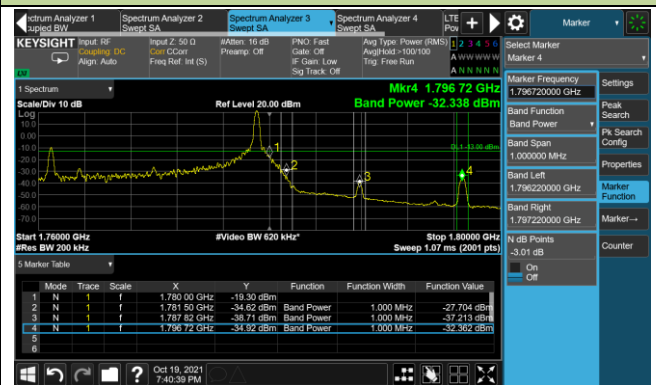 ectrum Analyzer 1
cupied BW
Spectrum Analyzer 2
Swept SA
Spectrum Analyzer 3
Swept SA
Spectrum Analyzer 4
Swept SA
LTE
Pow
Marker
KEYSIGHT
Input: RF
Coupling: DC
Align: Auto
Input Z: 50 Ω
Corr CCorr
Freq Ref: Int (S)
#Atten: 16 dB
Preamp: Off
PNO: Fast
Gate: Off
IF Gain: Low
Sig Track: Off
Avg Type: Power (RMS)
Avg|Hold:>100/100
Trig: Free Run
1 2 3 4 5 6
A W W W W W
A N N N N N
LXI
1 Spectrum
Scale/Div 10 dB
Ref Level 20.00 dBm
Mkr4 1.796 72 GHz
Band Power -32.338 dBm
Log
10.0
0.00
-10.0
-20.0
-30.0
-40.0
-50.0
-60.0
-70.0
DL1 -13.00 dBm
1
2
3
4
Start 1.76000 GHz
#Res BW 200 kHz
#Video BW 620 kHz*
Stop 1.80000 GHz
Sweep 1.07 ms (2001 pts)
5 Marker Table
Mode Trace Scale X Y Function Function Width Function Value
1 N 1 f 1.780 00 GHz -19.30 dBm
2 N 1 f 1.781 50 GHz -34.62 dBm Band Power 1.000 MHz -27.704 dBm
3 N 1 f 1.787 82 GHz -38.71 dBm Band Power 1.000 MHz -37.213 dBm
4 N 1 f 1.796 72 GHz -34.92 dBm Band Power 1.000 MHz -32.362 dBm
5
6
Select Marker
Marker 4
Marker Frequency
1.796720000 GHz
Band Function
Band Power
Band Span
1.000000 MHz
Band Left
1.796220000 GHz
Band Right
1.797220000 GHz
N dB Points
-3.01 dB
On
Off
Settings
Peak
Search
Pk Search
Config
Properties
Marker
Function
Marker→
Counter
?
Oct 19, 2021
7:40:39 PM